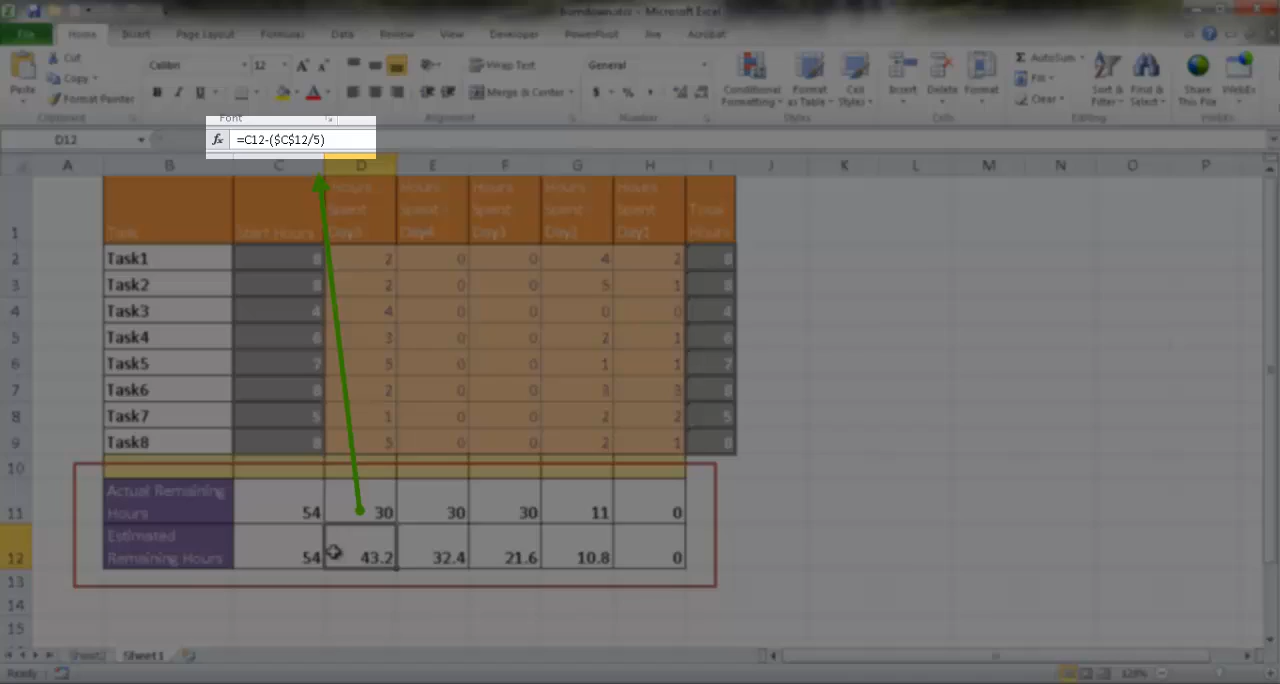 burndown.xlsx - Microsoft Excel
File Home Insert Page Layout Formulas Data Review View Developer PowerPivot Acrobat
Cut
Copy
Format Painter
Paste
Calibri 12
Wrap Text
Merge & Center
General
Conditional Formatting
Format as Table
Cell Styles
Insert Delete Format
AutoSum
Fill
Clear
Sort & Filter
Find & Select
Share This File
WebEx
Clipboard Font Alignment Number Styles Cells Editing WebEx
D12 fx =C12-($C$12/5)
A B C D E F G H I J K L M N O P
1 Task Start Hours Hours Spent Day3 Hours Spent Day4 Hours Spent Day3 Hours Spent Day2 Hours Spent Day1 Total Hours
2 Task1 8 2 0 0 4 2 8
3 Task2 8 2 0 0 5 1 8
4 Task3 4 4 0 0 0 0 4
5 Task4 6 3 0 0 2 1 6
6 Task5 7 5 0 0 1 1 7
7 Task6 8 2 0 0 3 3 8
8 Task7 5 1 0 0 2 2 5
9 Task8 8 5 0 0 2 1 8
10
11 Actual Remaining Hours 54 30 30 30 11 0
12 Estimated Remaining Hours 54 43.2 32.4 21.6 10.8 0
13
14
15
Sheet2 Sheet1
Ready 128%